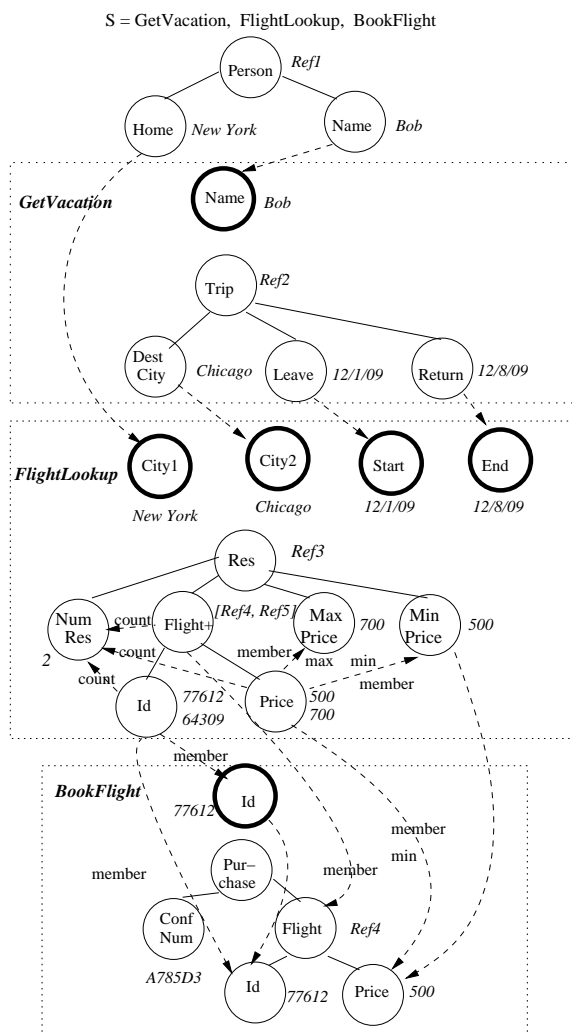 S = GetVacation, FlightLookup, BookFlight
Person
Ref1
Home
New York
Name
Bob
GetVacation
Name
Bob
Trip
Ref2
Dest
City
Chicago
Leave
12/1/09
Return
12/8/09
FlightLookup
City1
New York
City2
Chicago
Start
12/1/09
End
12/8/09
Res
Ref3
Num
Res
2
count
Flight+
[Ref4, Ref5]
Max
Price
700
Min
Price
500
count
member
max
min
member
count
Id
77612
64309
Price
500
700
member
BookFlight
77612
Id
member
member
min
member
Pur-
chase
Conf
Num
A785D3
Flight
Ref4
Id
77612
Price
500